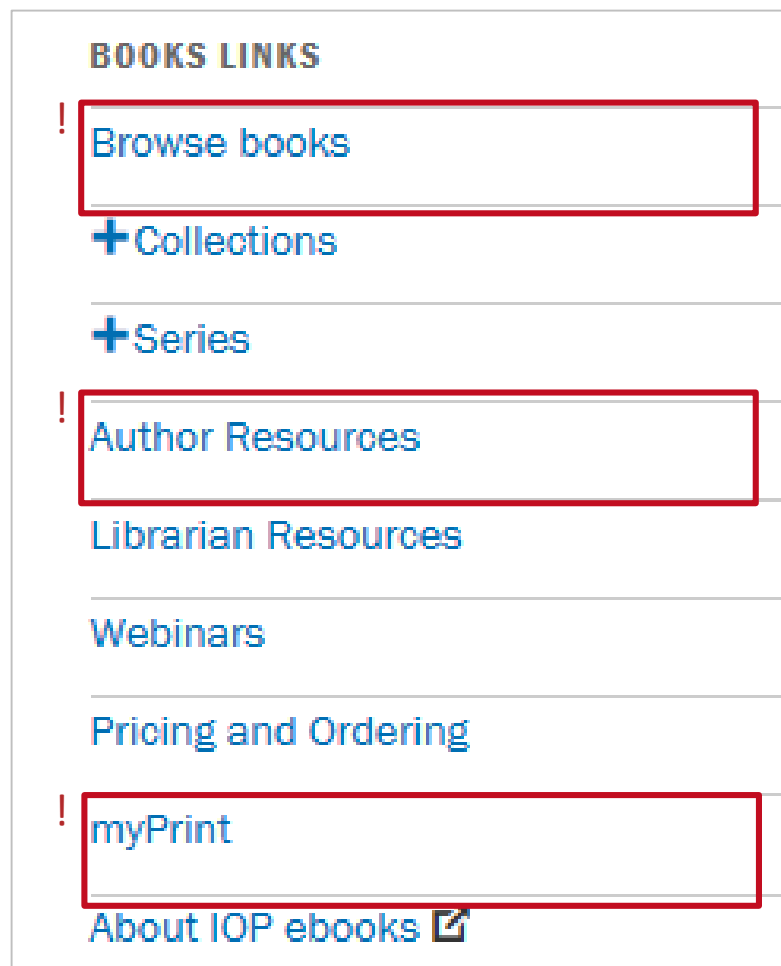 BOOKS LINKS
!
Browse books
+Collections
+Series
!
Author Resources
Librarian Resources
Webinars
Pricing and Ordering
!
myPrint
About IOP ebooks